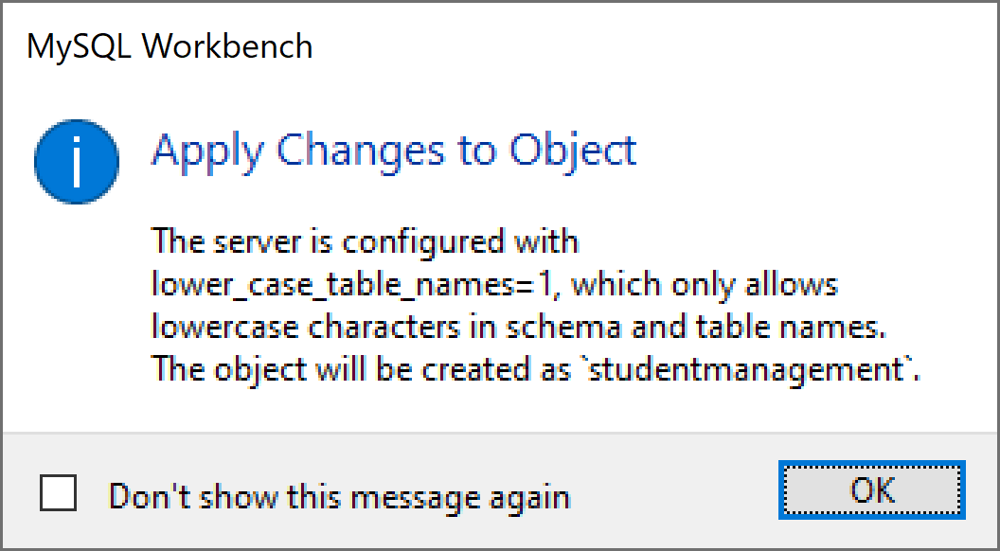 MySQL Workbench
Apply Changes to Object
The server is configured with
lower_case_table_names=1, which only allows
lowercase characters in schema and table names.
The object will be created as `studentmanagement`.
Don't show this message again
OK